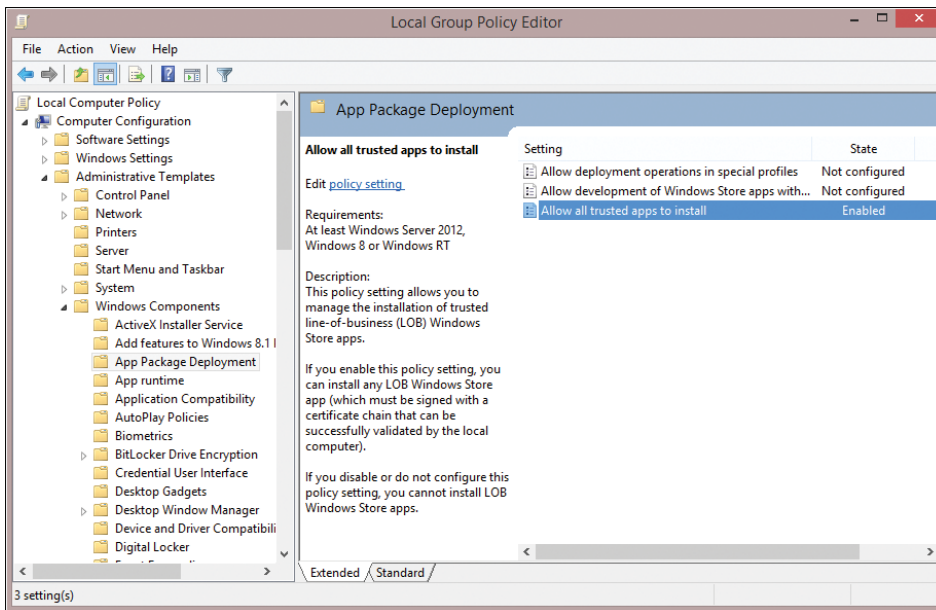 Local Group Policy Editor
File Action View Help
Local Computer Policy
Computer Configuration
Software Settings
Windows Settings
Administrative Templates
Control Panel
Network
Printers
Server
Start Menu and Taskbar
System
Windows Components
ActiveX Installer Service
Add features to Windows 8.1
App Package Deployment
App runtime
Application Compatibility
AutoPlay Policies
Biometrics
BitLocker Drive Encryption
Credential User Interface
Desktop Gadgets
Desktop Window Manager
Device and Driver Compatibili
Digital Locker
App Package Deployment
Allow all trusted apps to install
Edit policy setting
Requirements:
At least Windows Server 2012,
Windows 8 or Windows RT
Description:
This policy setting allows you to
manage the installation of trusted
line-of-business (LOB) Windows
Store apps.
If you enable this policy setting, you
can install any LOB Windows Store
app (which must be signed with a
certificate chain that can be
successfully validated by the local
computer).
If you disable or do not configure this
policy setting, you cannot install LOB
Windows Store apps.
Setting State
Allow deployment operations in special profiles Not configured
Allow development of Windows Store apps with... Not configured
Allow all trusted apps to install Enabled
Extended Standard
3 setting(s)